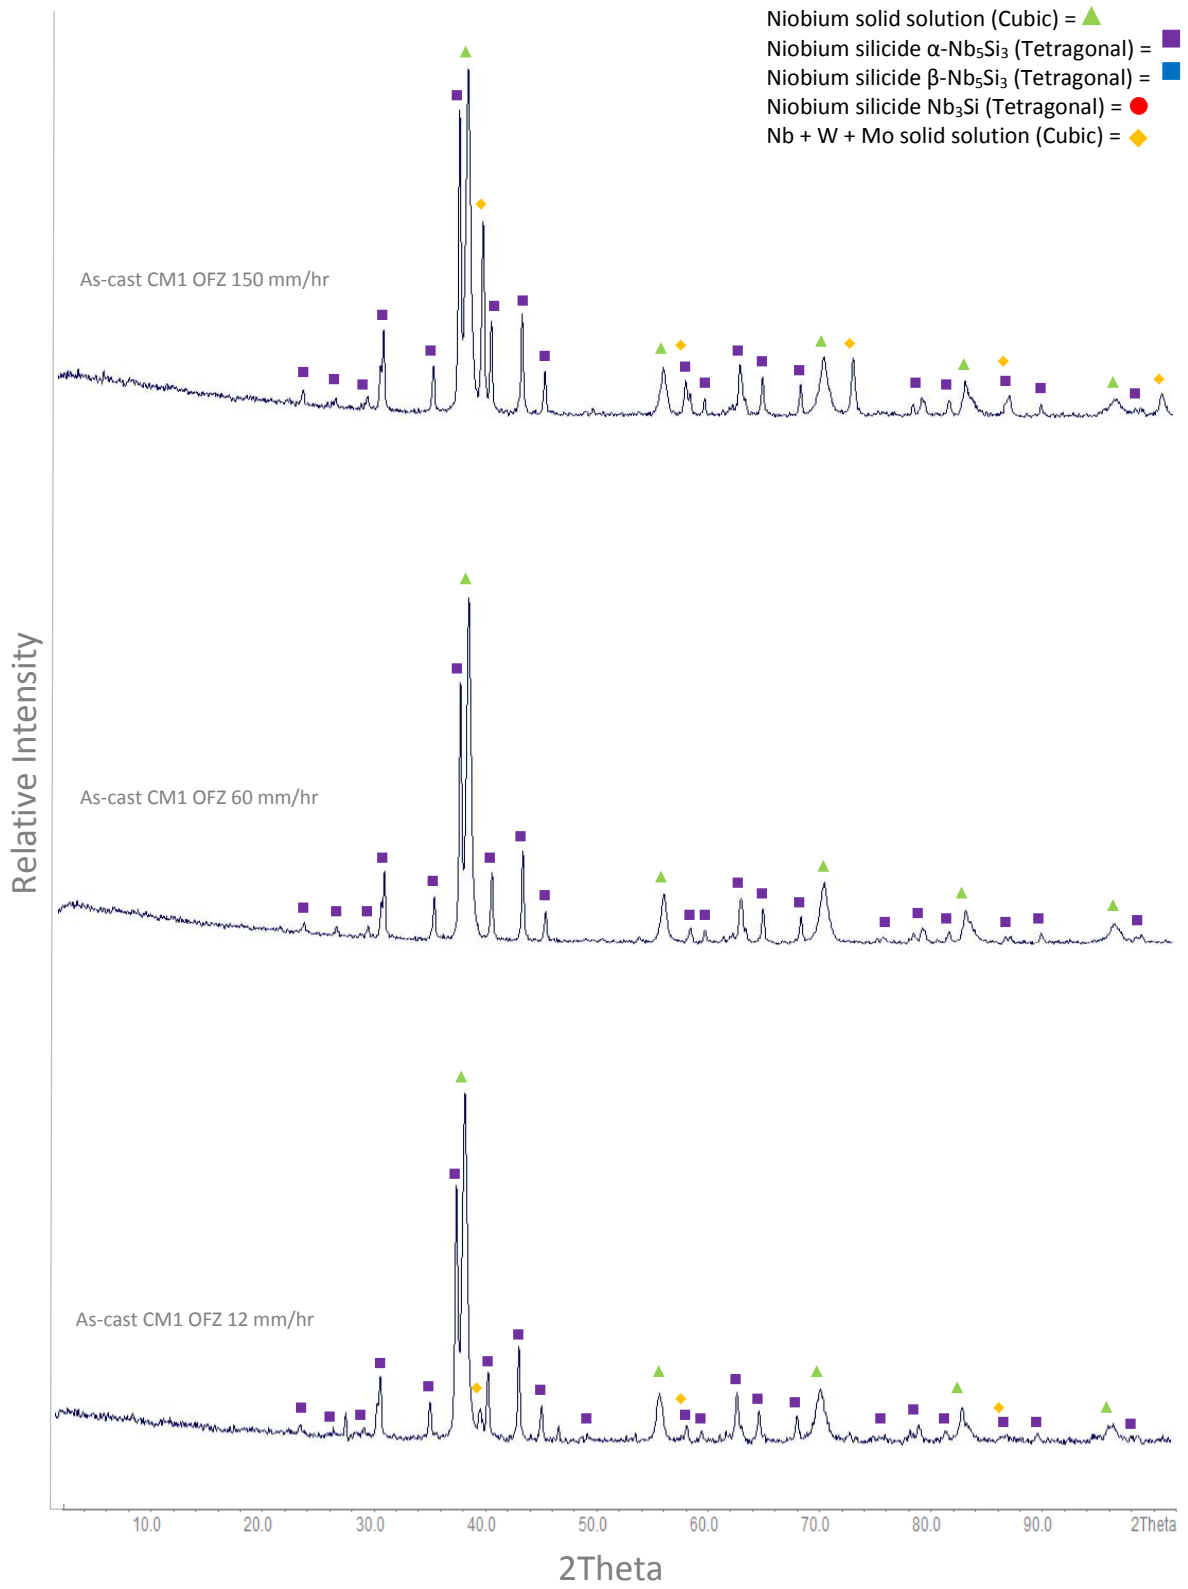 Niobium solid solution (Cubic) =
Niobium silicide α-Nb₅Si₃ (Tetragonal) =
Niobium silicide β-Nb₅Si₃ (Tetragonal) =
Niobium silicide Nb₃Si (Tetragonal) =
Nb + W + Mo solid solution (Cubic) =
As-cast CM1 OFZ 150 mm/hr
As-cast CM1 OFZ 60 mm/hr
As-cast CM1 OFZ 12 mm/hr
Relative Intensity
10.0 20.0 30.0 40.0 50.0 60.0 70.0 80.0 90.0 2Theta
2Theta